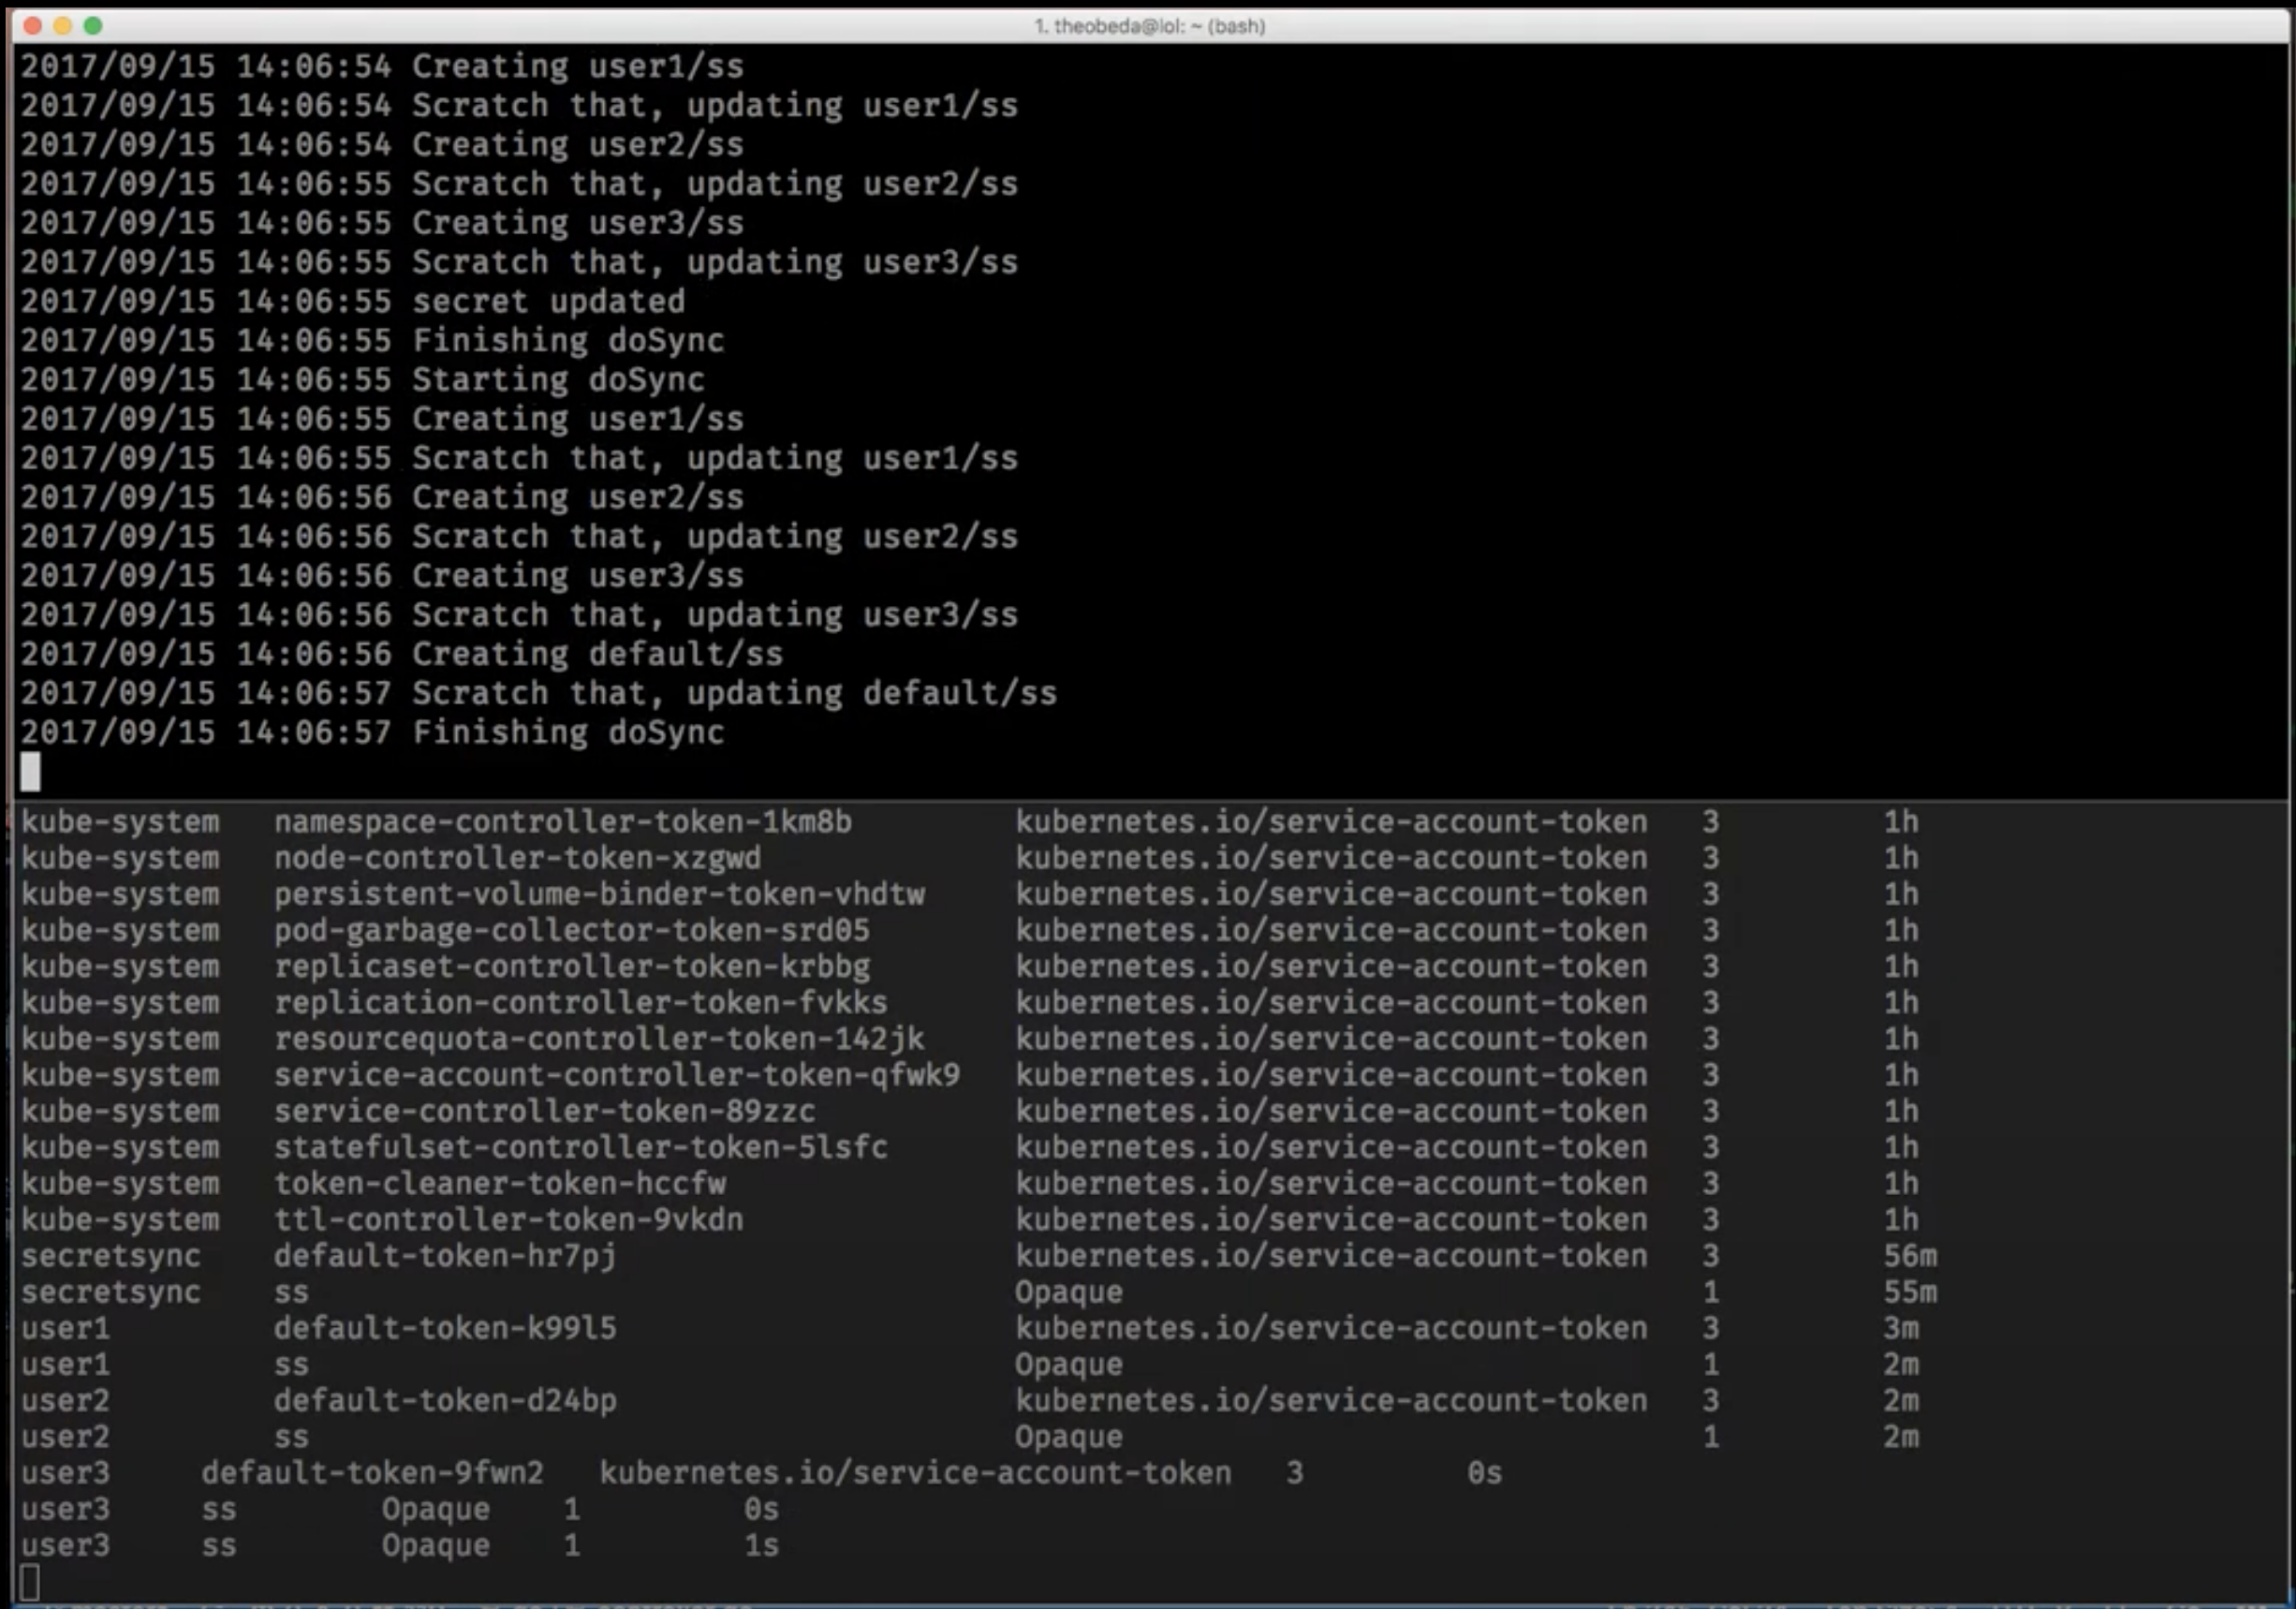 1. theobeda@lol: ~ (bash)
2017/09/15 14:06:54 Creating user1/ss
2017/09/15 14:06:54 Scratch that, updating user1/ss
2017/09/15 14:06:54 Creating user2/ss
2017/09/15 14:06:55 Scratch that, updating user2/ss
2017/09/15 14:06:55 Creating user3/ss
2017/09/15 14:06:55 Scratch that, updating user3/ss
2017/09/15 14:06:55 secret updated
2017/09/15 14:06:55 Finishing doSync
2017/09/15 14:06:55 Starting doSync
2017/09/15 14:06:55 Creating user1/ss
2017/09/15 14:06:55 Scratch that, updating user1/ss
2017/09/15 14:06:56 Creating user2/ss
2017/09/15 14:06:56 Scratch that, updating user2/ss
2017/09/15 14:06:56 Creating user3/ss
2017/09/15 14:06:56 Scratch that, updating user3/ss
2017/09/15 14:06:56 Creating default/ss
2017/09/15 14:06:57 Scratch that, updating default/ss
2017/09/15 14:06:57 Finishing doSync
kube-system namespace-controller-token-1km8b kubernetes.io/service-account-token 3 1h
kube-system node-controller-token-xzgwd kubernetes.io/service-account-token 3 1h
kube-system persistent-volume-binder-token-vhdtw kubernetes.io/service-account-token 3 1h
kube-system pod-garbage-collector-token-srd05 kubernetes.io/service-account-token 3 1h
kube-system replicaset-controller-token-krbbg kubernetes.io/service-account-token 3 1h
kube-system replication-controller-token-fvkks kubernetes.io/service-account-token 3 1h
kube-system resourcequota-controller-token-142jk kubernetes.io/service-account-token 3 1h
kube-system service-account-controller-token-qfwk9 kubernetes.io/service-account-token 3 1h
kube-system service-controller-token-89zzc kubernetes.io/service-account-token 3 1h
kube-system statefulset-controller-token-5lsfc kubernetes.io/service-account-token 3 1h
kube-system token-cleaner-token-hccfw kubernetes.io/service-account-token 3 1h
kube-system ttl-controller-token-9vkdn kubernetes.io/service-account-token 3 1h
secretsync default-token-hr7pj kubernetes.io/service-account-token 3 56m
secretsync ss Opaque 1 55m
user1 default-token-k99l5 kubernetes.io/service-account-token 3 3m
user1 ss Opaque 1 2m
user2 default-token-d24bp kubernetes.io/service-account-token 3 2m
user2 ss Opaque 1 2m
user3 default-token-9fwn2 kubernetes.io/service-account-token 3 0s
user3 ss Opaque 1 0s
user3 ss Opaque 1 1s